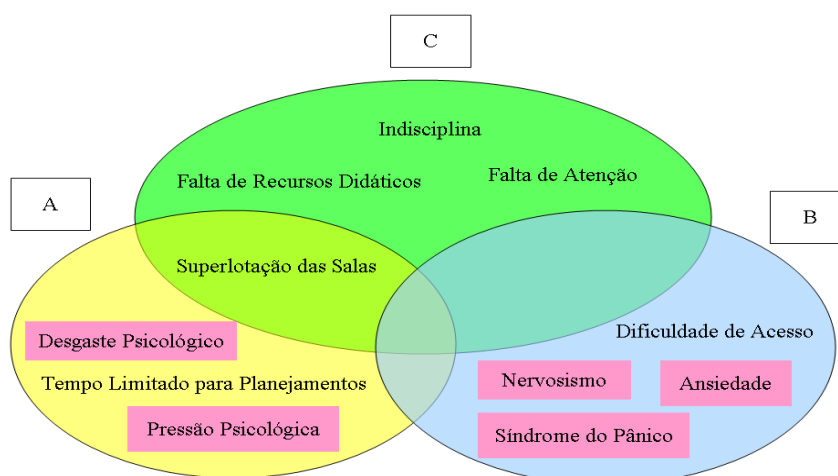 C
Indisciplina
Falta de Recursos Didáticos
Falta de Atenção
A
B
Superlotação das Salas
Desgaste Psicológico
Dificuldade de Acesso
Tempo Limitado para Planejamentos
Nervosismo
Ansiedade
Pressão Psicológica
Síndrome do Pânico